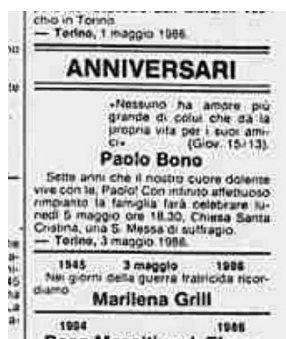 chio in Torino.
— Torino, 1 maggio 1986.
ANNIVERSARI
«Nessuno ha amore più
grande di colui che dà la
propria vita per i suoi ami-
ci» (Giov. 15/13).
Paolo Bono
Sette anni che il nostro cuore dolente
vive con te, Paolo! Con infinito affettuoso
rimpianto la famiglia farà celebrare lu-
nedì 5 maggio ore 18.30, Chiesa Santa
Cristina, una S. Messa di suffragio.
— Torino, 3 maggio 1986.
1945 3 maggio 1986
Nei giorni della guerra fratricida ricor-
diamo
Marilena Grill
1984 1986